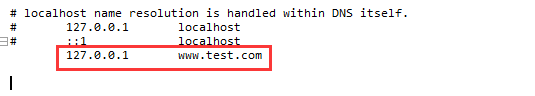 # localhost name resolution is handled within DNS itself.
# 127.0.0.1 localhost
# ::1 localhost
127.0.0.1 www.test.com